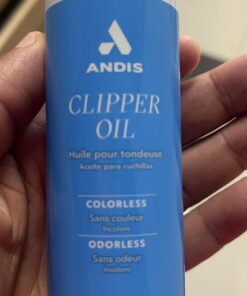 ANDIS
CLIPPER
OIL
Huile pour tondeuse
Aceite para cuchillas
COLORLESS
Sans couleur
Incoloro
ODORLESS
Sans odeur
Inodoro